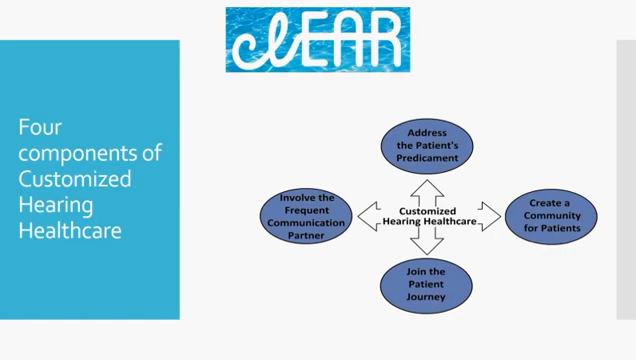 clEAR
Four
components of
Customized
Hearing
Healthcare
Address
the Patient's
Predicament
Involve the
Frequent
Communication
Partner
Customized
Hearing Healthcare
Create a
Community
for Patients
Join the
Patient
Journey